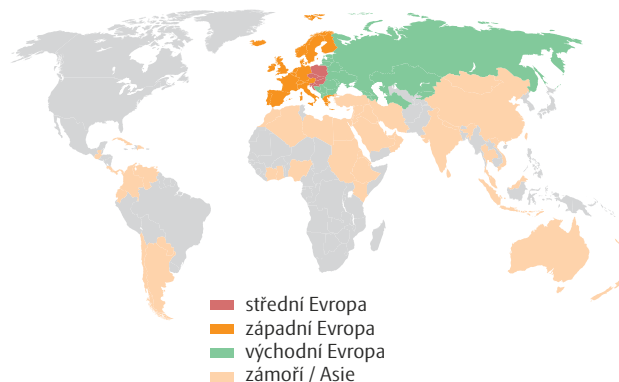 střední Evropa
západní Evropa
východní Evropa
zámoří / Asie